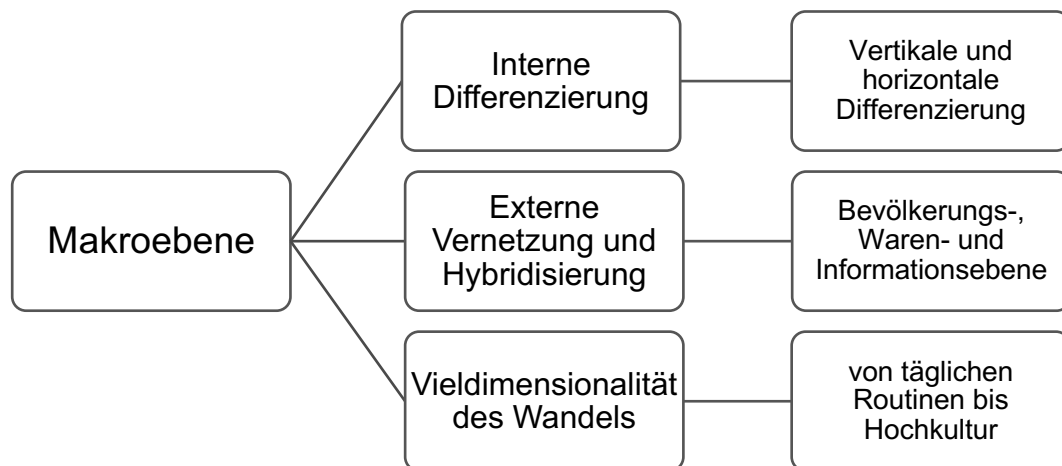 Makroebene
Interne
Differenzierung
Vertikale und
horizontale
Differenzierung
Externe
Vernetzung und
Hybridisierung
Bevölkerungs-,
Waren- und
Informationsebene
Vieldimensionalität
des Wandels
von täglichen
Routinen bis
Hochkultur